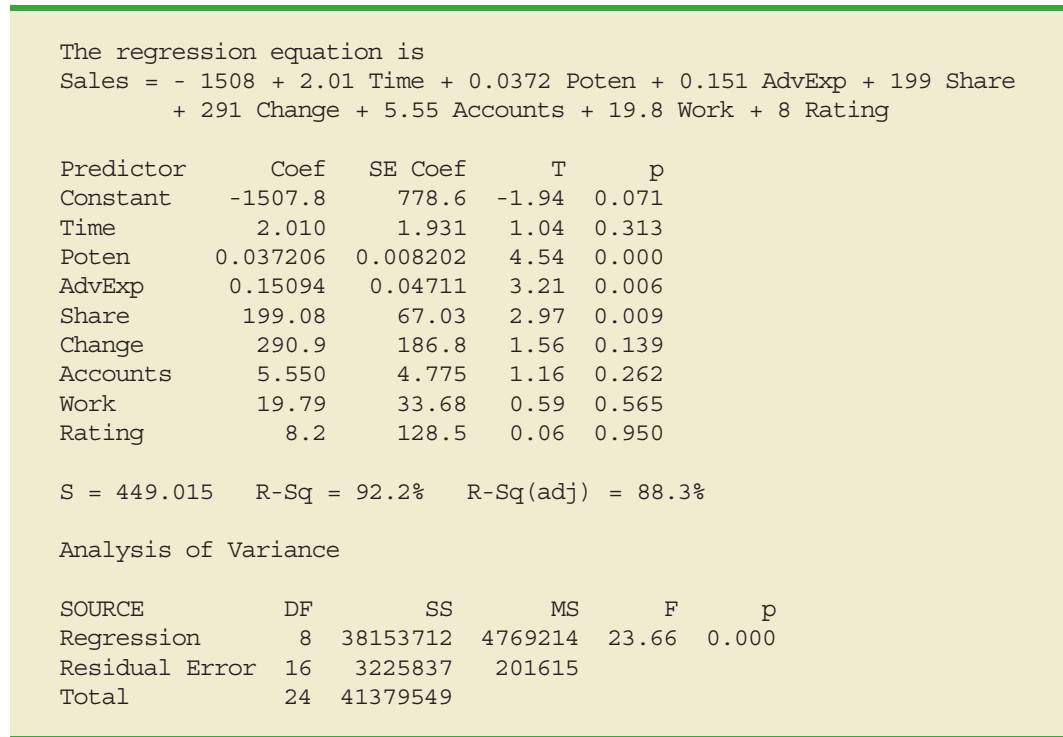 The regression equation is
Sales = - 1508 + 2.01 Time + 0.0372 Poten + 0.151 AdvExp + 199 Share
+ 291 Change + 5.55 Accounts + 19.8 Work + 8 Rating
Predictor Coef SE Coef T p
Constant -1507.8 778.6 -1.94 0.071
Time 2.010 1.931 1.04 0.313
Poten 0.037206 0.008202 4.54 0.000
AdvExp 0.15094 0.04711 3.21 0.006
Share 199.08 67.03 2.97 0.009
Change 290.9 186.8 1.56 0.139
Accounts 5.550 4.775 1.16 0.262
Work 19.79 33.68 0.59 0.565
Rating 8.2 128.5 0.06 0.950
S = 449.015 R-Sq = 92.2% R-Sq(adj) = 88.3%
Analysis of Variance
SOURCE DF SS MS F p
Regression 8 38153712 4769214 23.66 0.000
Residual Error 16 3225837 201615
Total 24 41379549